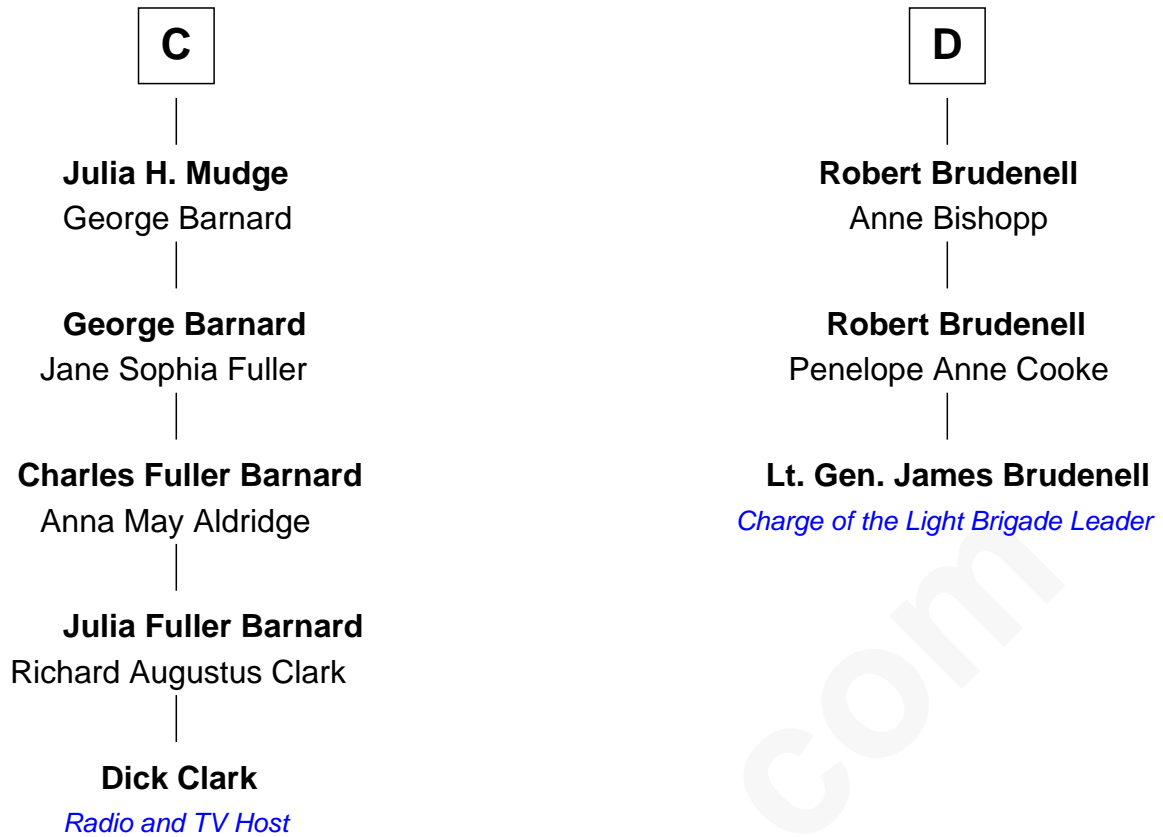 C
Julia H. Mudge
George Barnard
George Barnard
Jane Sophia Fuller
Charles Fuller Barnard
Anna May Aldridge
Julia Fuller Barnard
Richard Augustus Clark
Dick Clark
Radio and TV Host
D
Robert Brudenell
Anne Bishopp
Robert Brudenell
Penelope Anne Cooke
Lt. Gen. James Brudenell
Charge of the Light Brigade Leader
com